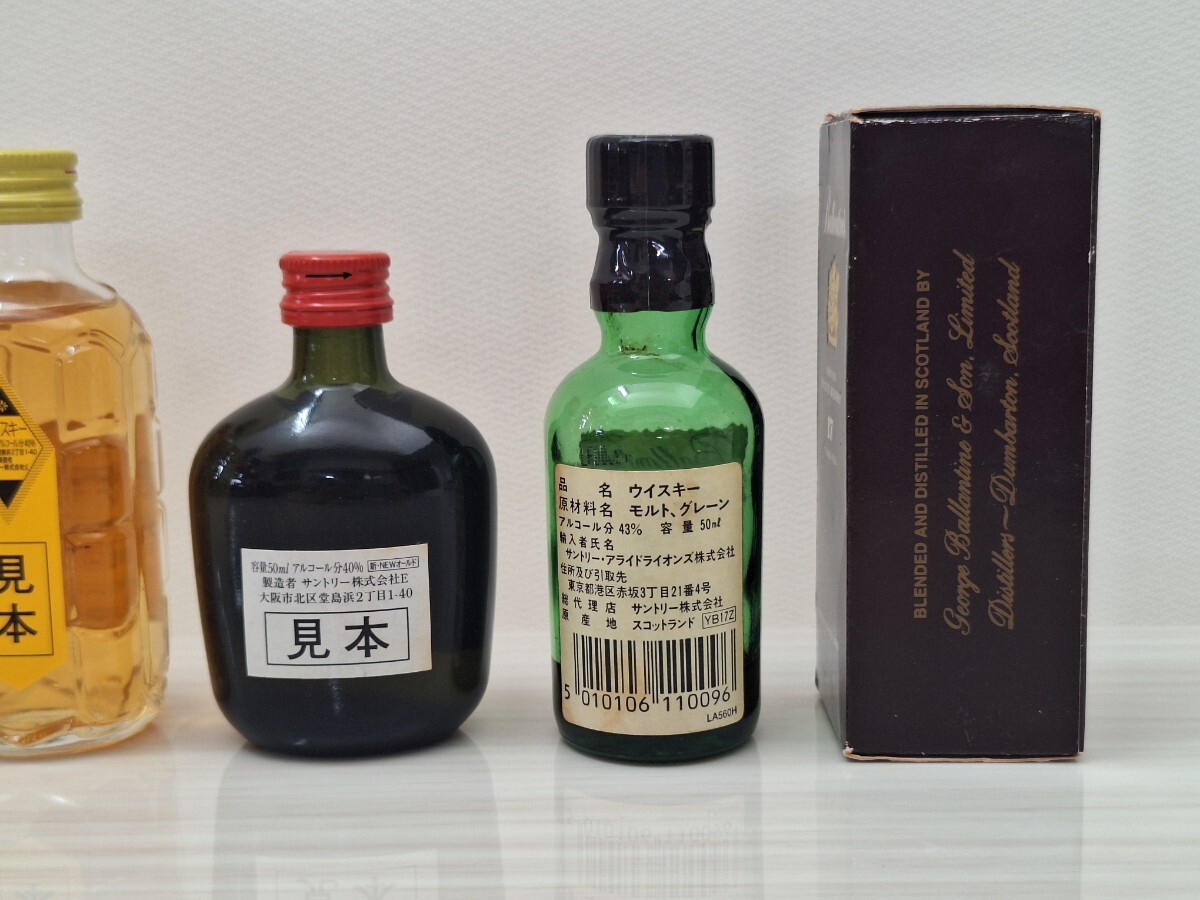 スキー
見
本
容量50ml アルコール分40% 新・NEWオールド
製造者 サントリー株式会社E
大阪市北区堂島浜2丁目1-40
見本
品名 ウイスキー
原材料名 モルト、グレーン
アルコール分 43% 容量 50ml
輸入者氏名
サントリー・アライドライオンズ株式会社
住所及び引取先
東京都港区赤坂3丁目21番4号
総代理店 サントリー株式会社
原産地 スコットランド YB17Z
5 010106 110096
LA560H
17
BLENDED AND DISTILLED IN SCOTLAND BY
George Ballantine & Son, Limited
Distillers~Dumbarton, Scotland